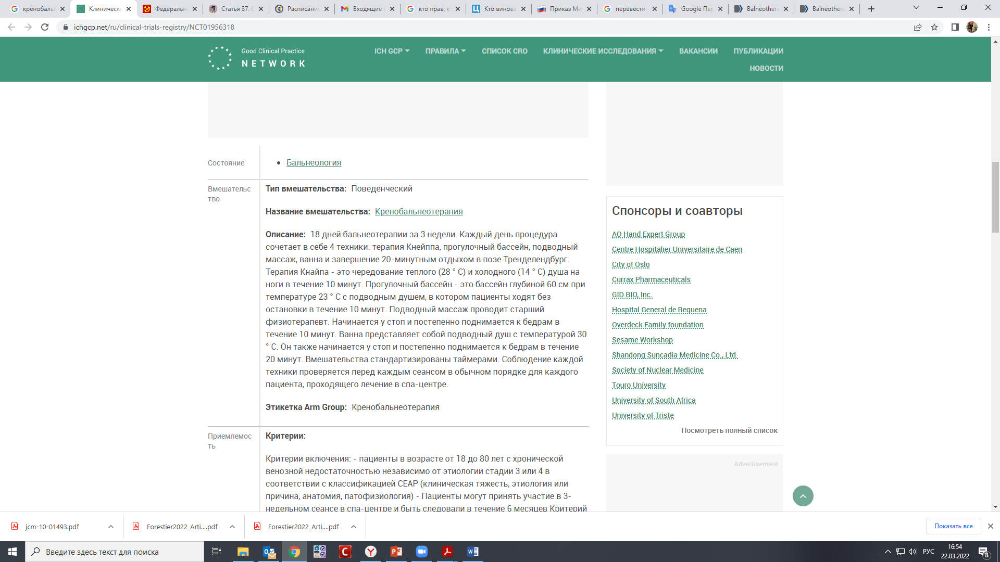 кренобаль
Клинически
Федеральна
Статья 37. С
Расписание
Входящие (
кто прав, к
Кто винова
Приказ Ми
перевести
Google Пер
Balneothera
Balneothera
ichgcp.net/ru/clinical-trials-registry/NCT01956318
Good Clinical Practice
NETWORK
ICH GCP
ПРАВИЛА
СПИСОК CRO
КЛИНИЧЕСКИЕ ИССЛЕДОВАНИЯ
ВАКАНСИИ
ПУБЛИКАЦИИ
НОВОСТИ
Состояние
Бальнеология
Вмешательс
тво
Тип вмешательства: Поведенческий
Название вмешательства: Кренобальнеотерапия
Описание: 18 дней бальнеотерапии за 3 недели. Каждый день процедура
сочетает в себе 4 техники: терапия Кнейппа, прогулочный бассейн, подводный
массаж, ванна и завершение 20-минутным отдыхом в позе Тренделендбург.
Терапия Кнайпа - это чередование теплого (28 ° C) и холодного (14 ° C) душа на
ноги в течение 10 минут. Прогулочный бассейн - это бассейн глубиной 60 см при
температуре 23 ° C с подводным душем, в котором пациенты ходят без
остановки в течение 10 минут. Подводный массаж проводит старший
физиотерапевт. Начинается у стоп и постепенно поднимается к бедрам в
течение 10 минут. Ванна представляет собой подводный душ с температурой 30
° C. Он также начинается у стоп и постепенно поднимается к бедрам в течение
20 минут. Вмешательства стандартизированы таймерами. Соблюдение каждой
техники проверяется перед каждым сеансом в обычном порядке для каждого
пациента, проходящего лечение в спа-центре.
Этикетка Arm Group: Кренобальнеотерапия
Приемлемос
ть
Критерии:
Критерии включения: - пациенты в возрасте от 18 до 80 лет с хронической
венозной недостаточностью независимо от этиологии стадии 3 или 4 в
соответствии с классификацией CEAP (клиническая тяжесть, этиология или
причина, анатомия, патофизиология) - Пациенты могут принять участие в 3-
недельном сеансе в спа-центре и быть следовали в течение 6 месяцев Критерий
Спонсоры и соавторы
AO Hand Expert Group
Centre Hospitalier Universitaire de Caen
City of Oslo
Currax Pharmaceuticals
GID BIO, Inc.
Hospital General de Requena
Overdeck Family foundation
Sesame Workshop
Shandong Suncadia Medicine Co., Ltd.
Society of Nuclear Medicine
Touro University
University of South Africa
University of Triste
Посмотреть полный список
Advertisement
jcm-10-01493.pdf
Forestier2022_Arti....pdf
Forestier2022_Arti....pdf
Показать все
Введите здесь текст для поиска
РУС
16:54
22.03.2022
8